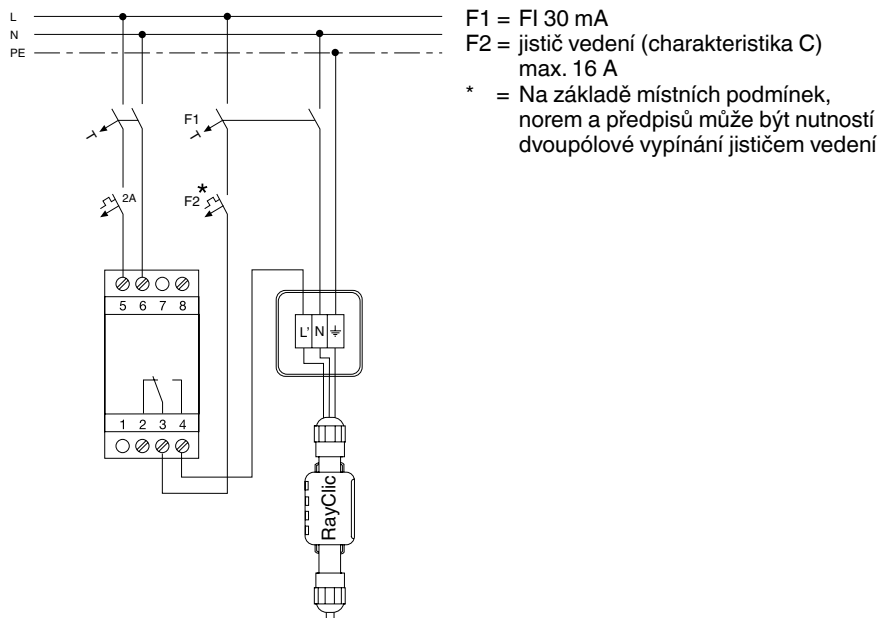 L
N
PE
F1 = FI 30 mA
F2 = jistič vedení (charakteristika C)
max. 16 A
* = Na základě místních podmínek,
norem a předpisů může být nutností
dvoupólové vypínání jističem vedení
F1
2A
F2 *
5 6 7 8
L' N
1 2 3 4
RayClic